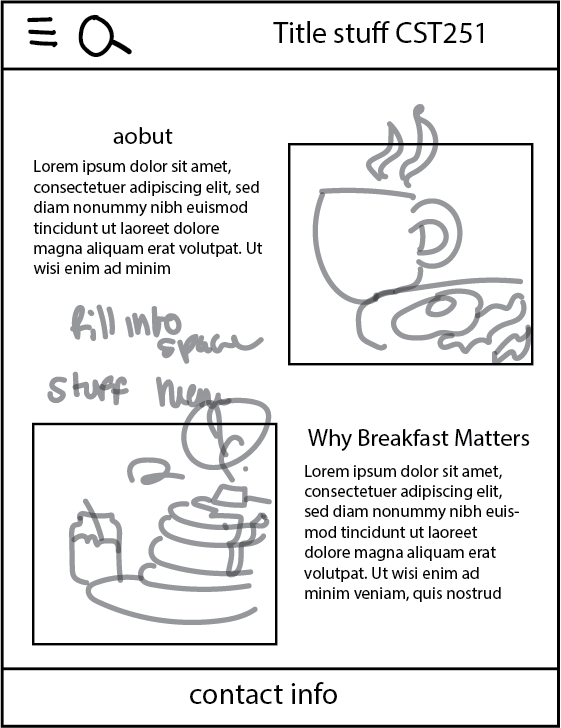 Title stuff CST251
aobut
Lorem ipsum dolor sit amet,
consectetuer adipiscing elit, sed
diam nonummy nibh euismod
tincidunt ut laoreet dolore
magna aliquam erat volutpat. Ut
wisi enim ad minim
fill into
space
stuff
Why Breakfast Matters
Lorem ipsum dolor sit amet,
consectetuer adipiscing elit,
sed diam nonummy nibh euis-
mod tincidunt ut laoreet
dolore magna aliquam erat
volutpat. Ut wisi enim ad
minim veniam, quis nostrud
contact info